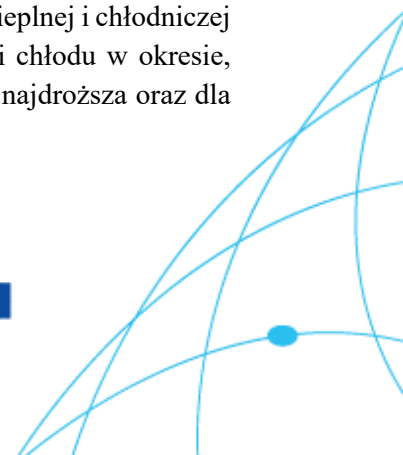 ieplnej i chłodniczej
i chłodu w okresie,
najdroższa oraz dla